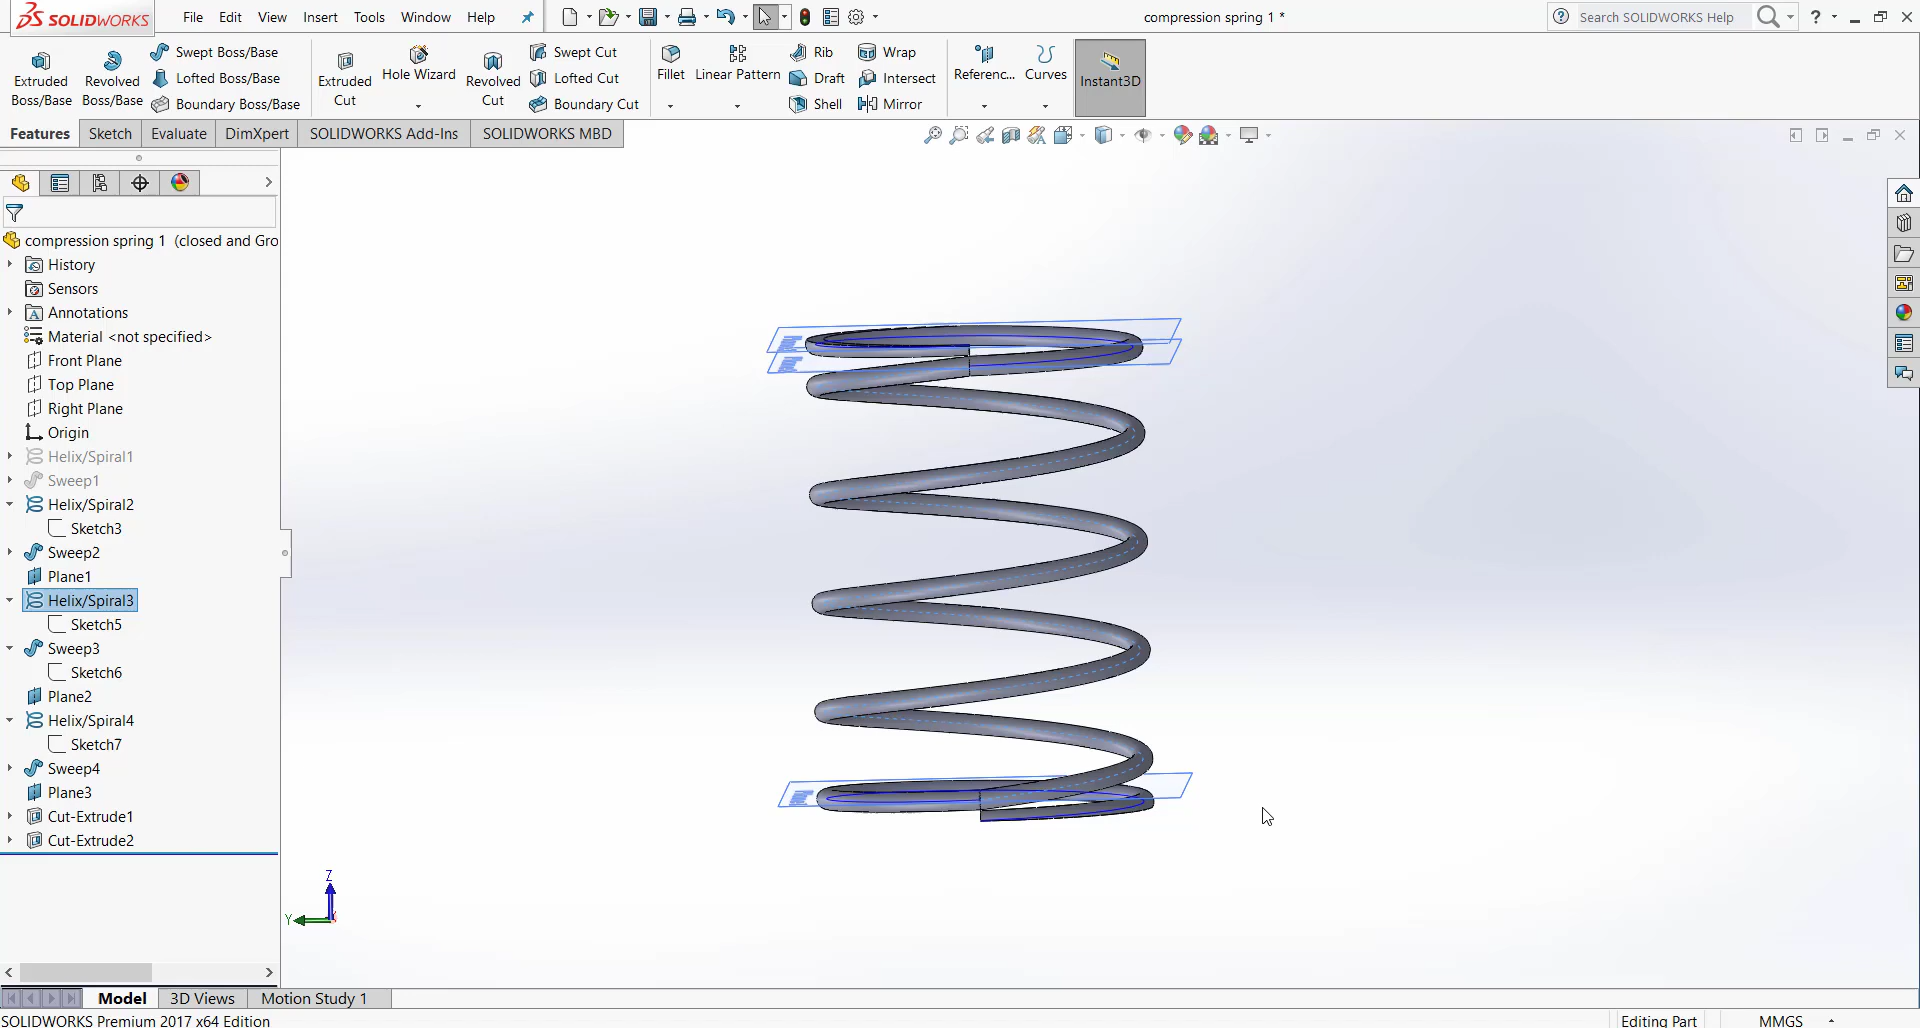 SOLIDWORKS File Edit View Insert Tools Window Help
compression spring 1 *
Search SOLIDWORKS Help
?
Extruded Boss/Base
Revolved Boss/Base
Swept Boss/Base
Lofted Boss/Base
Boundary Boss/Base
Extruded Cut
Hole Wizard
Revolved Cut
Swept Cut
Lofted Cut
Boundary Cut
Fillet
Linear Pattern
Rib
Draft
Shell
Wrap
Intersect
Mirror
Referenc...
Curves
Instant3D
Features Sketch Evaluate DimXpert SOLIDWORKS Add-Ins SOLIDWORKS MBD
compression spring 1 (closed and Gro
History
Sensors
Annotations
Material <not specified>
Front Plane
Top Plane
Right Plane
Origin
Helix/Spiral1
Sweep1
Helix/Spiral2
Sketch3
Sweep2
Plane1
Helix/Spiral3
Sketch5
Sweep3
Sketch6
Plane2
Helix/Spiral4
Sketch7
Sweep4
Plane3
Cut-Extrude1
Cut-Extrude2
Z
Y
Model 3D Views Motion Study 1
SOLIDWORKS Premium 2017 x64 Edition Editing Part MMGS